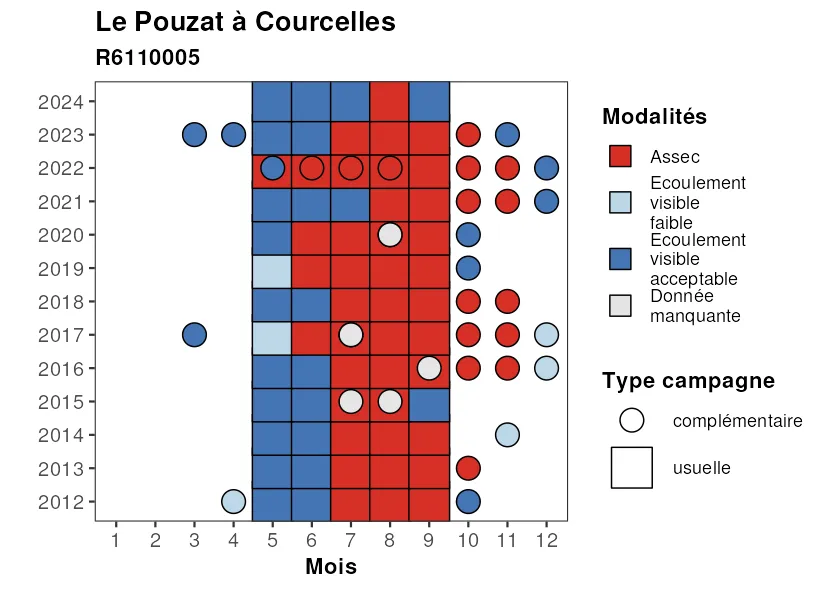 Le Pouzat à Courcelles
R6110005
2024
2023
2022
2021
2020
2019
2018
2017
2016
2015
2014
2013
2012
1 2 3 4 5 6 7 8 9 10 11 12
Mois
Modalités
Assec
Ecoulement
visible
faible
Ecoulement
visible
acceptable
Donnée
manquante
Type campagne
complémentaire
usuelle